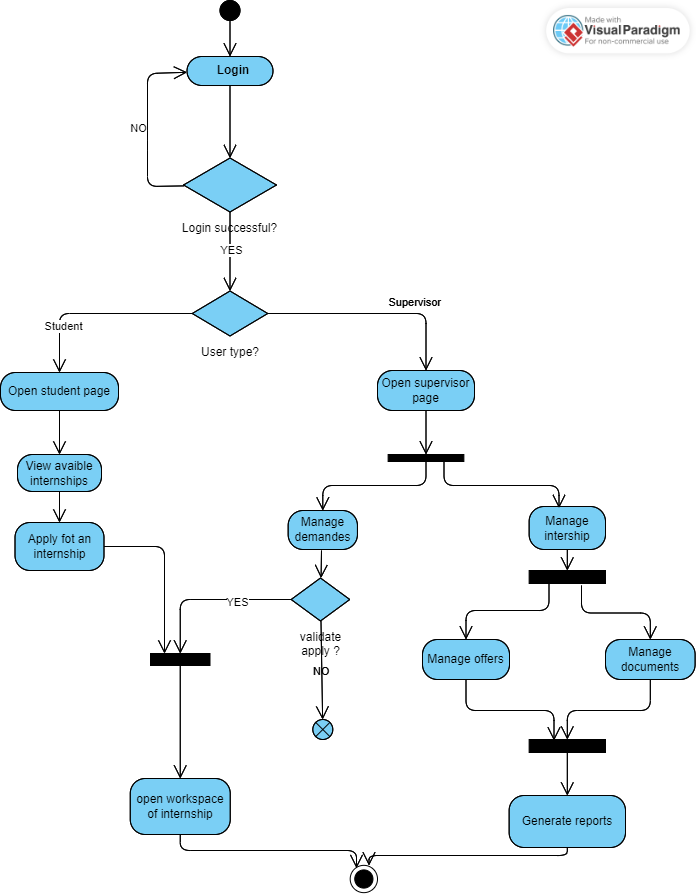 Made with
VisualParadigm
For non-commercial use
Login
NO
Login successful?
YES
Supervisor
Student
User type?
Open student page
Open supervisor
page
View avaible
internships
Manage
demandes
Manage
intership
Apply fot an
internship
YES
validate
apply ?
NO
Manage offers
Manage
documents
open workspace
of internship
Generate reports